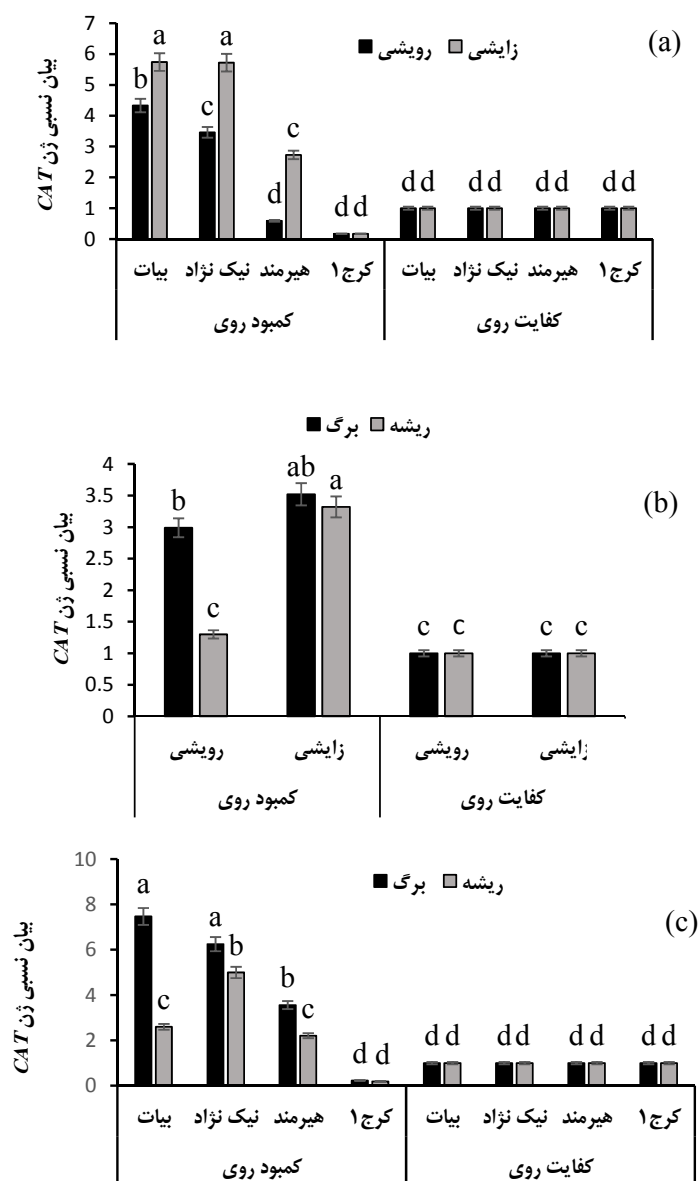 (a)
رویشی زایشی
بیان نسبی ژن CAT
7
6
5
4
3
2
1
0
b a c a d c d d d d d d d d d d
بیات نیک نژاد هیرمند کرج۱ بیات نیک نژاد هیرمند کرج۱
کمبود روی کفایت روی
(b)
برگ ریشه
بیان نسبی ژن CAT
4
3.5
3
2.5
2
1.5
1
0.5
0
b c ab a c c c c
رویشی زایشی رویشی زایشی
کمبود روی کفایت روی
(c)
برگ ریشه
بیان نسبی ژن CAT
10
8
6
4
2
0
a c a b b c d d d d d d d d d d
بیات نیک نژاد هیرمند کرج۱ بیات نیک نژاد هیرمند کرج۱
کمبود روی کفایت روی